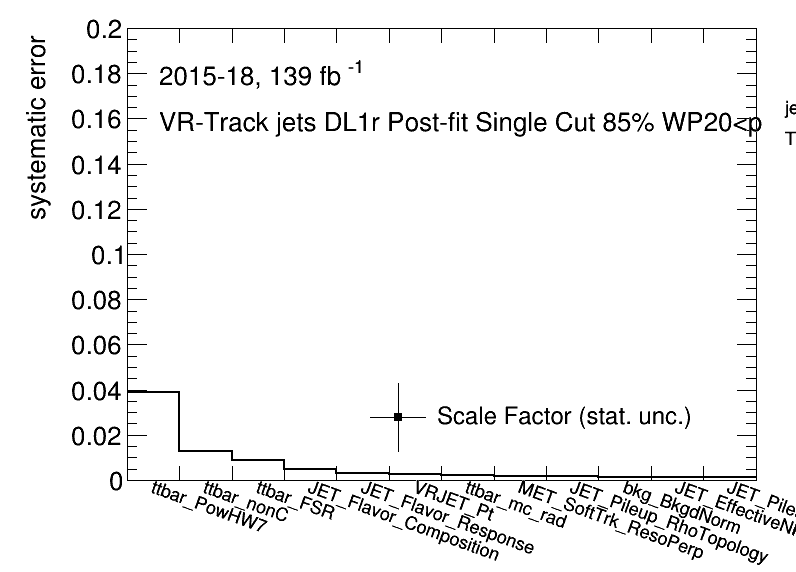 systematic error
0.2
0.18
0.16
0.14
0.12
0.1
0.08
0.06
0.04
0.02
0
2015-18, 139 fb⁻¹
VR-Track jets DL1r Post-fit Single Cut 85% WP20<p
je
T
Scale Factor (stat. unc.)
ttbar_PowHW7
ttbar_nonC
ttbar_FSR
JET_Flavor_Composition
JET_Flavor_Response
VRJET_Pt
ttbar_mc_rad
MET_SoftTrk_ResoPerp
JET_Pileup_RhoTopology
bkg_BkgdNorm